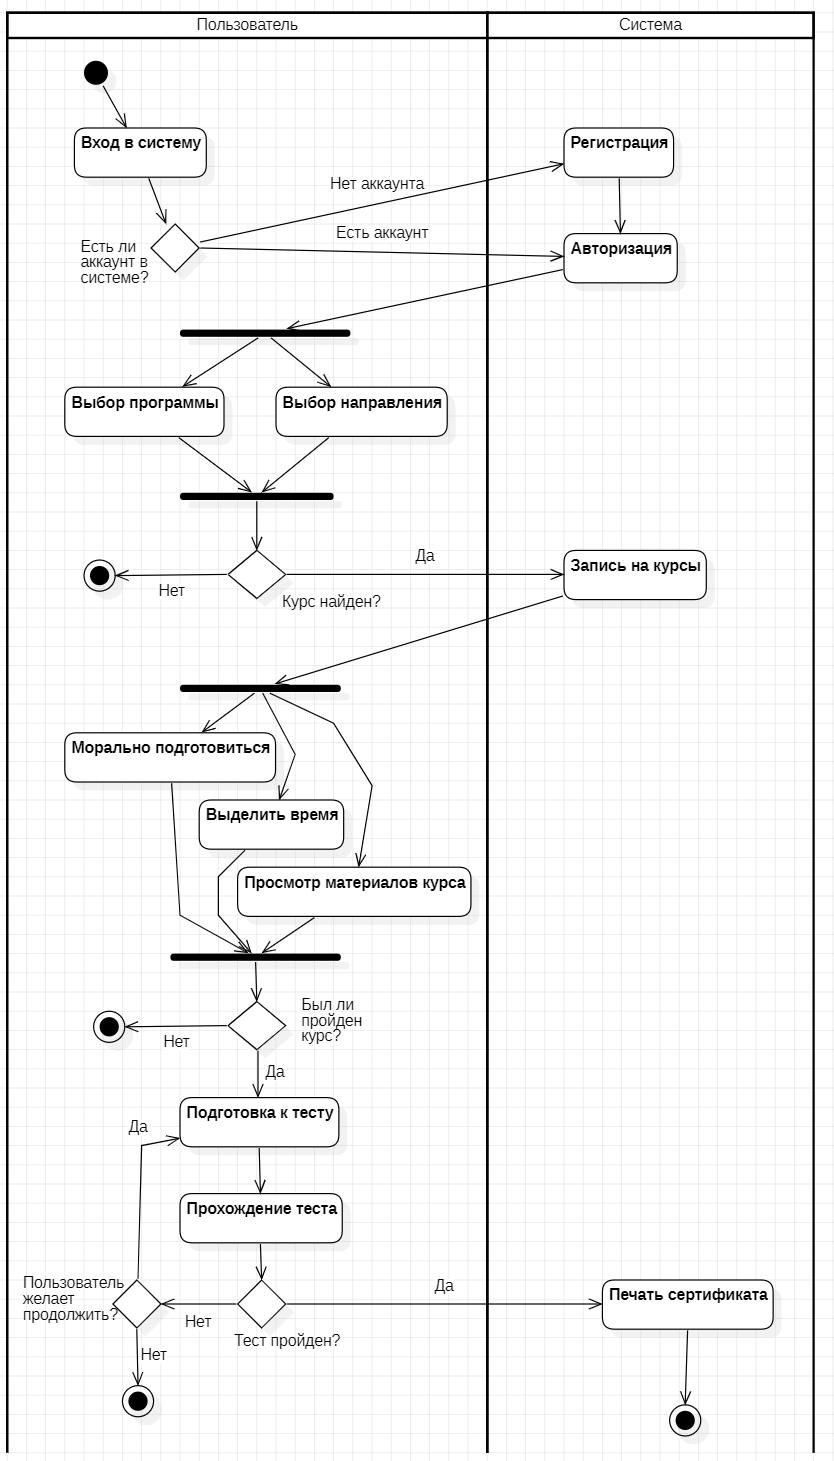 Пользователь
Система
Вход в систему
Регистрация
Нет аккаунта
Есть аккаунт
Есть ли
аккаунт в
системе?
Авторизация
Выбор программы
Выбор направления
Да
Запись на курсы
Нет
Курс найден?
Морально подготовиться
Выделить время
Просмотр материалов курса
Был ли
пройден
курс?
Нет
Да
Подготовка к тесту
Да
Прохождение теста
Пользователь
желает
продолжить?
Да
Печать сертификата
Нет
Тест пройден?
Нет